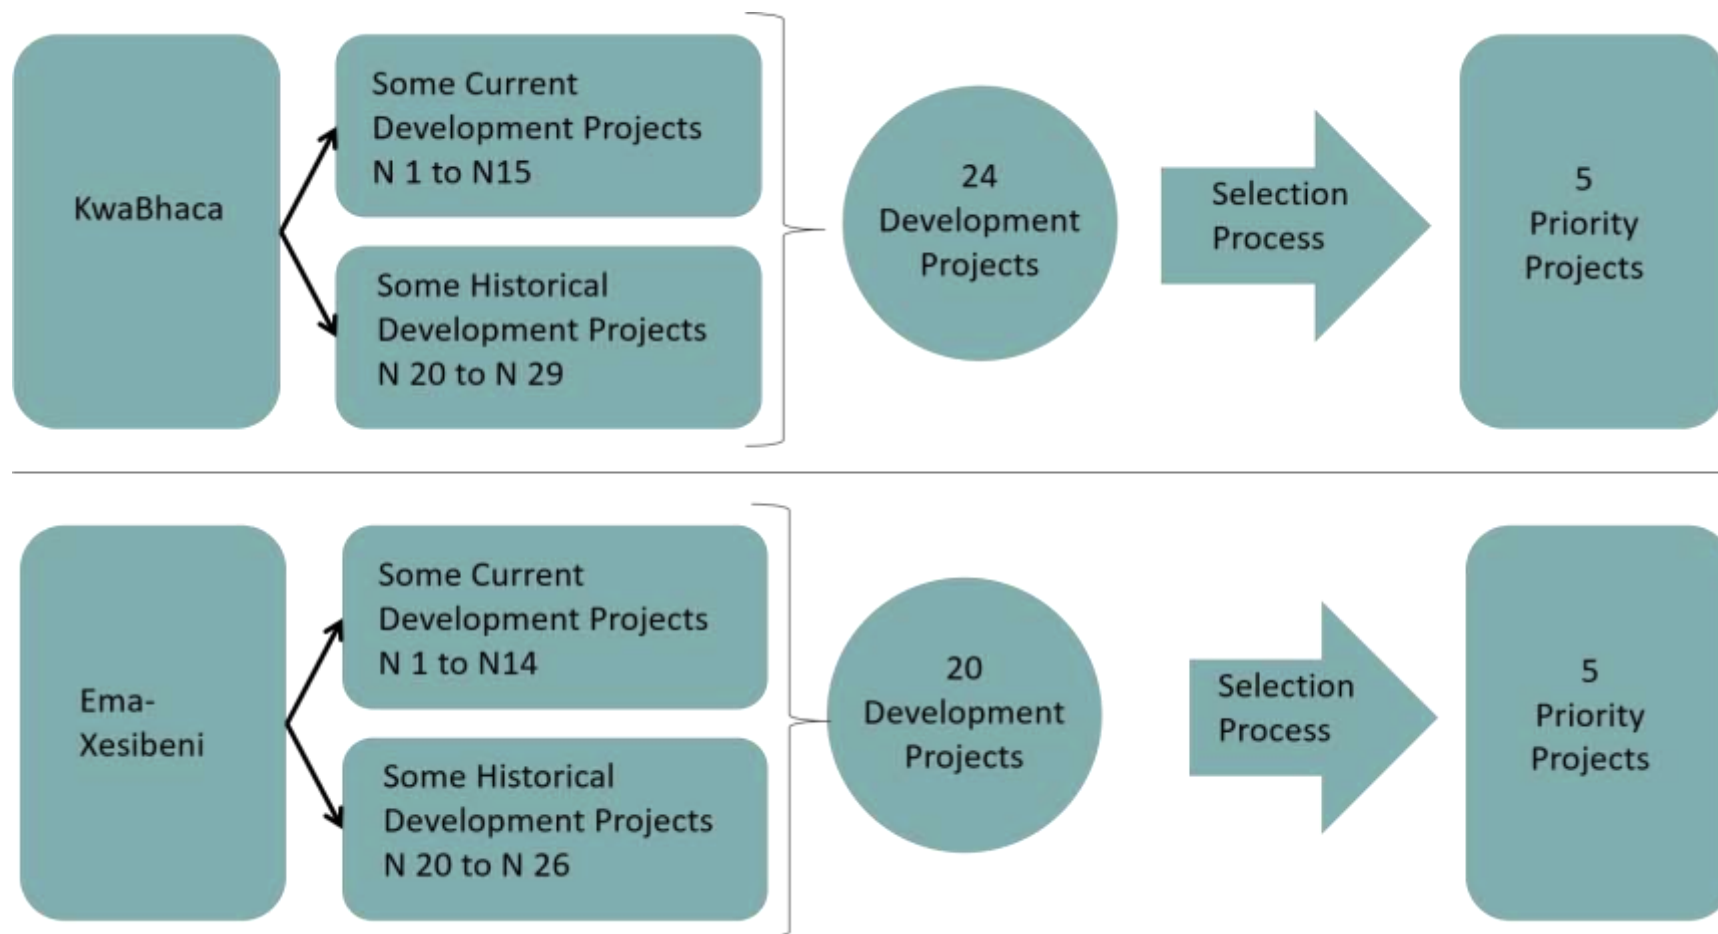 KwaBhaca
Some Current
Development Projects
N 1 to N15
Some Historical
Development Projects
N 20 to N 29
24
Development
Projects
Selection
Process
5
Priority
Projects
Ema-
Xesibeni
Some Current
Development Projects
N 1 to N14
Some Historical
Development Projects
N 20 to N 26
20
Development
Projects
Selection
Process
5
Priority
Projects